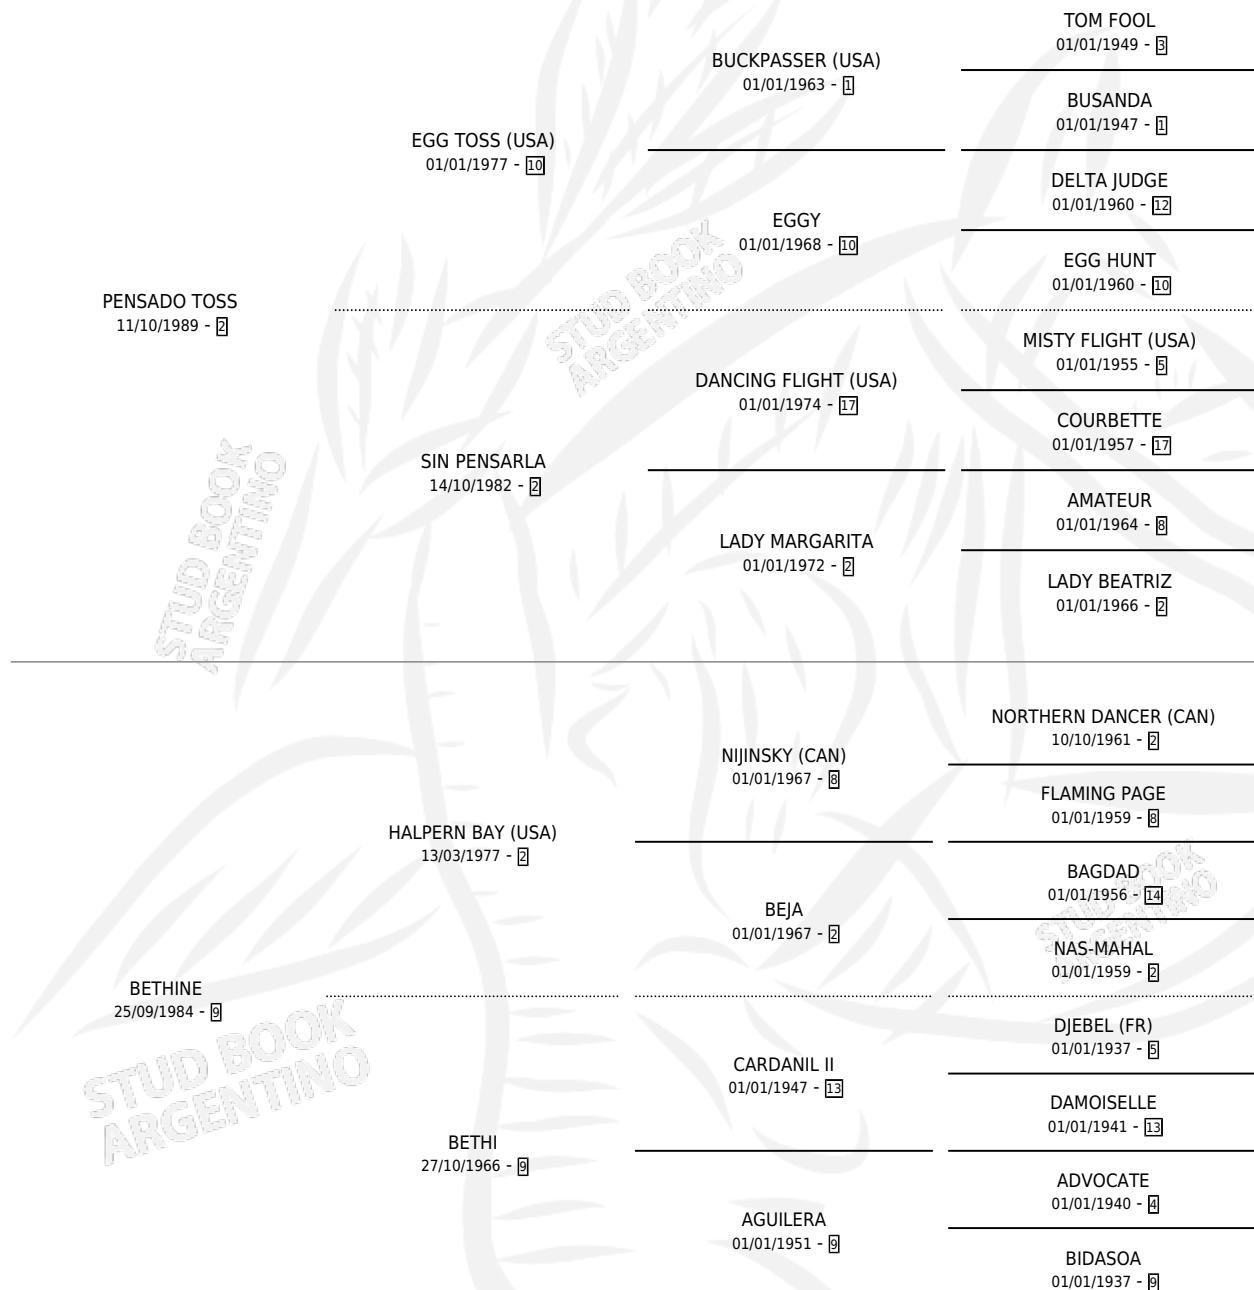 TOM FOOL
01/01/1949 - 3
BUCKPASSER (USA)
01/01/1963 - 1
BUSANDA
01/01/1947 - 1
EGG TOSS (USA)
01/01/1977 - 10
DELTA JUDGE
01/01/1960 - 12
EGGY
01/01/1968 - 10
EGG HUNT
01/01/1960 - 10
PENSADO TOSS
11/10/1989 - 2
MISTY FLIGHT (USA)
01/01/1955 - 5
DANCING FLIGHT (USA)
01/01/1974 - 17
COURBETTE
01/01/1957 - 17
SIN PENSARLA
14/10/1982 - 2
AMATEUR
01/01/1964 - 8
LADY MARGARITA
01/01/1972 - 2
LADY BEATRIZ
01/01/1966 - 2
NORTHERN DANCER (CAN)
10/10/1961 - 2
NIJINSKY (CAN)
01/01/1967 - 8
FLAMING PAGE
01/01/1959 - 8
HALPERN BAY (USA)
13/03/1977 - 2
BAGDAD
01/01/1956 - 14
BEJA
01/01/1967 - 2
NAS-MAHAL
01/01/1959 - 2
BETHINE
25/09/1984 - 9
DJEBEL (FR)
01/01/1937 - 5
CARDANIL II
01/01/1947 - 13
DAMOISELLE
01/01/1941 - 13
BETHI
27/10/1966 - 9
ADVOCATE
01/01/1940 - 4
AGUILERA
01/01/1951 - 9
BIDASOA
01/01/1937 - 9
STUD BOOK
ARGENTINO
STUD BOOK
ARGENTINO
STUD BOOK
ARGENTINO
STUD BOOK
ARGENTINO